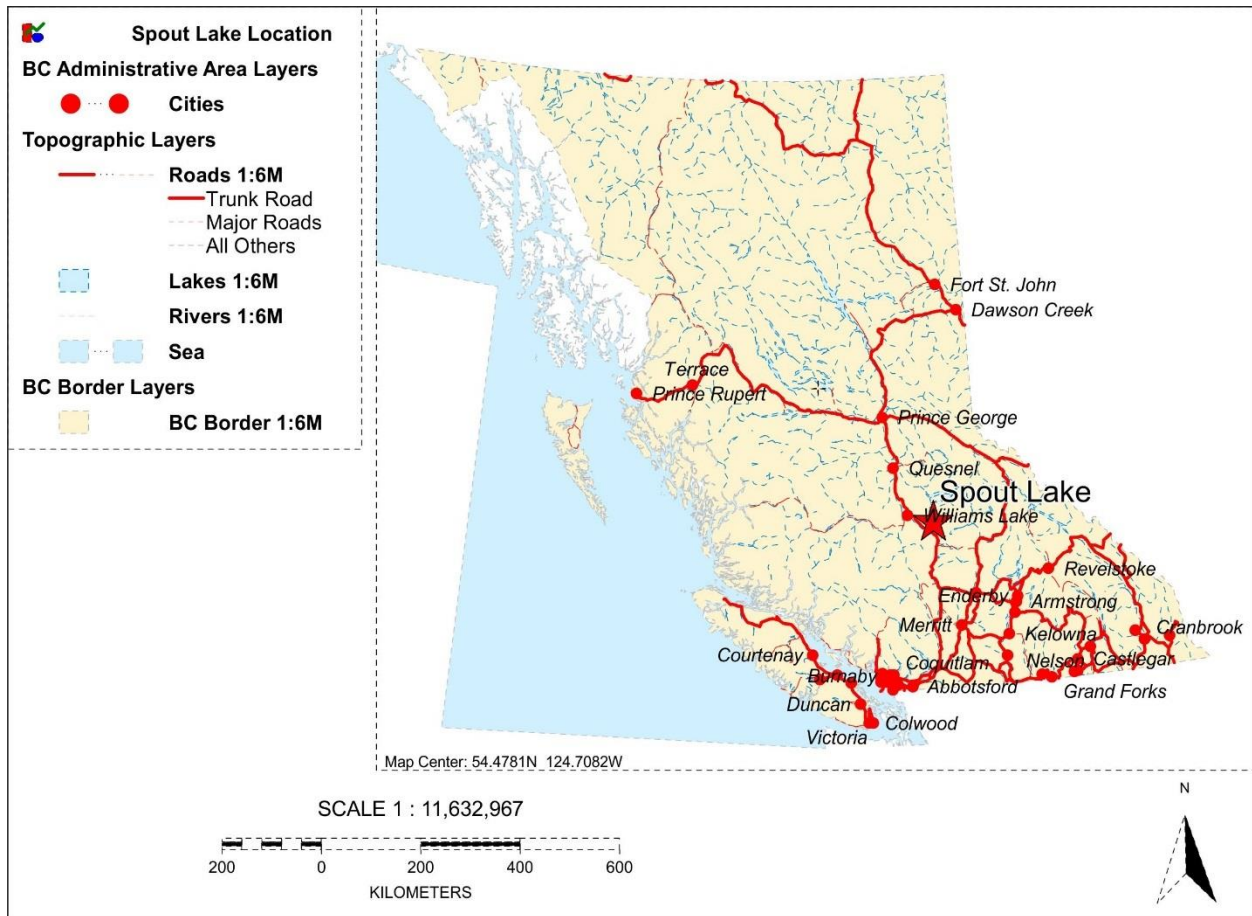 Spout Lake Location
BC Administrative Area Layers
Cities
Topographic Layers
Roads 1:6M
Trunk Road
Major Roads
All Others
Lakes 1:6M
Rivers 1:6M
Sea
BC Border Layers
BC Border 1:6M
Fort St. John
Dawson Creek
Terrace
Prince Rupert
Prince George
Quesnel
Spout Lake
Williams Lake
Revelstoke
Enderby
Armstrong
Merritt
Kelowna
Cranbrook
Courtenay
Coquitlam
Nelson
Castlegar
Burnaby
Abbotsford
Grand Forks
Duncan
Colwood
Victoria
Map Center: 54.4781N 124.7082W
SCALE 1 : 11,632,967
200 0 200 400 600
KILOMETERS
N